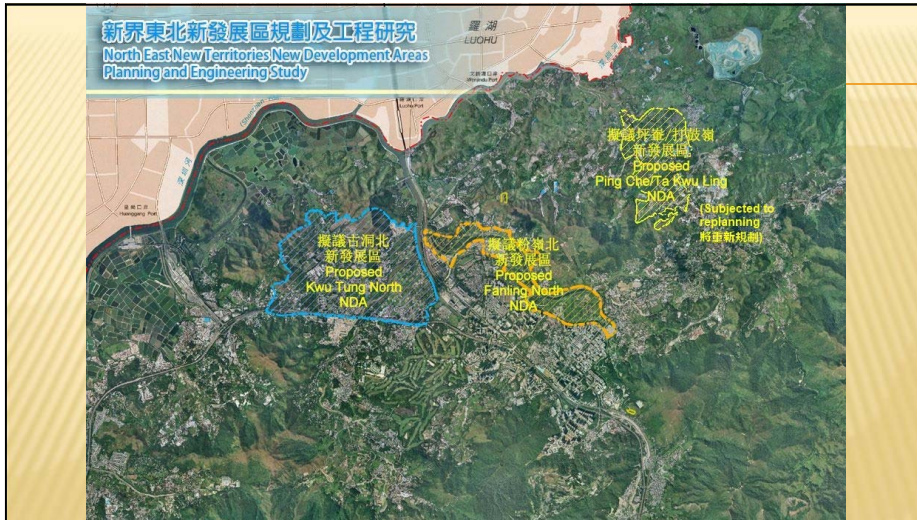 新界東北新發展區規劃及工程研究
North East New Territories New Development Areas
Planning and Engineering Study
羅湖
LUOHU
Luohu Port
Huanggang Port
擬議坪輋/打鼓嶺
新發展區
Proposed
Ping Che/Ta Kwu Ling
NDA
(Subjected to
replanning
將重新規劃)
擬議古洞北
新發展區
Proposed
Kwu Tung North
NDA
擬議粉嶺北
新發展區
Proposed
Fanling North
NDA